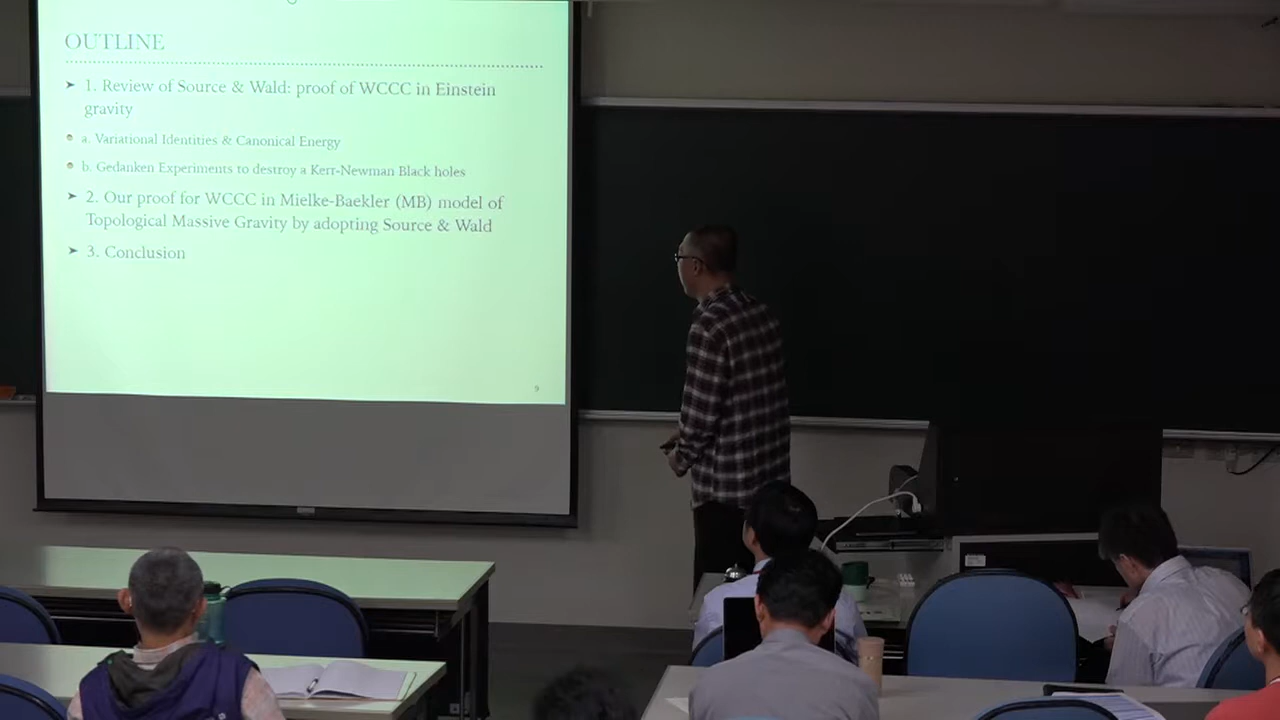 OUTLINE
➤ 1. Review of Source & Wald: proof of WCCC in Einstein
gravity
a. Variational Identities & Canonical Energy
b. Gedanken Experiments to destroy a Kerr-Newman Black holes
➤ 2. Our proof for WCCC in Mielke-Baekler (MB) model of
Topological Massive Gravity by adopting Source & Wald
➤ 3. Conclusion
9